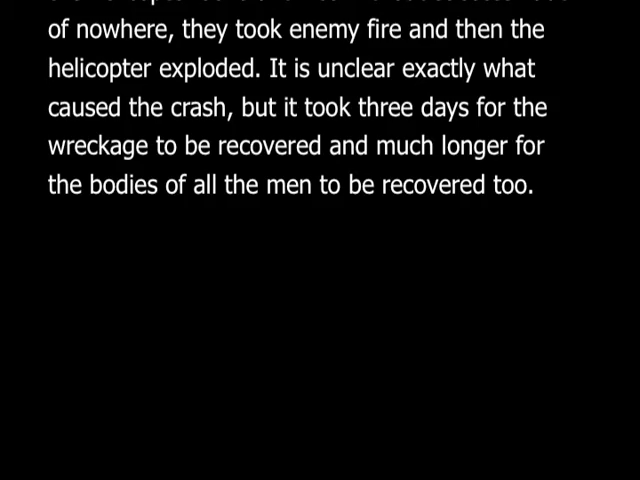 of nowhere, they took enemy fire and then the
helicopter exploded. It is unclear exactly what
caused the crash, but it took three days for the
wreckage to be recovered and much longer for
the bodies of all the men to be recovered too.